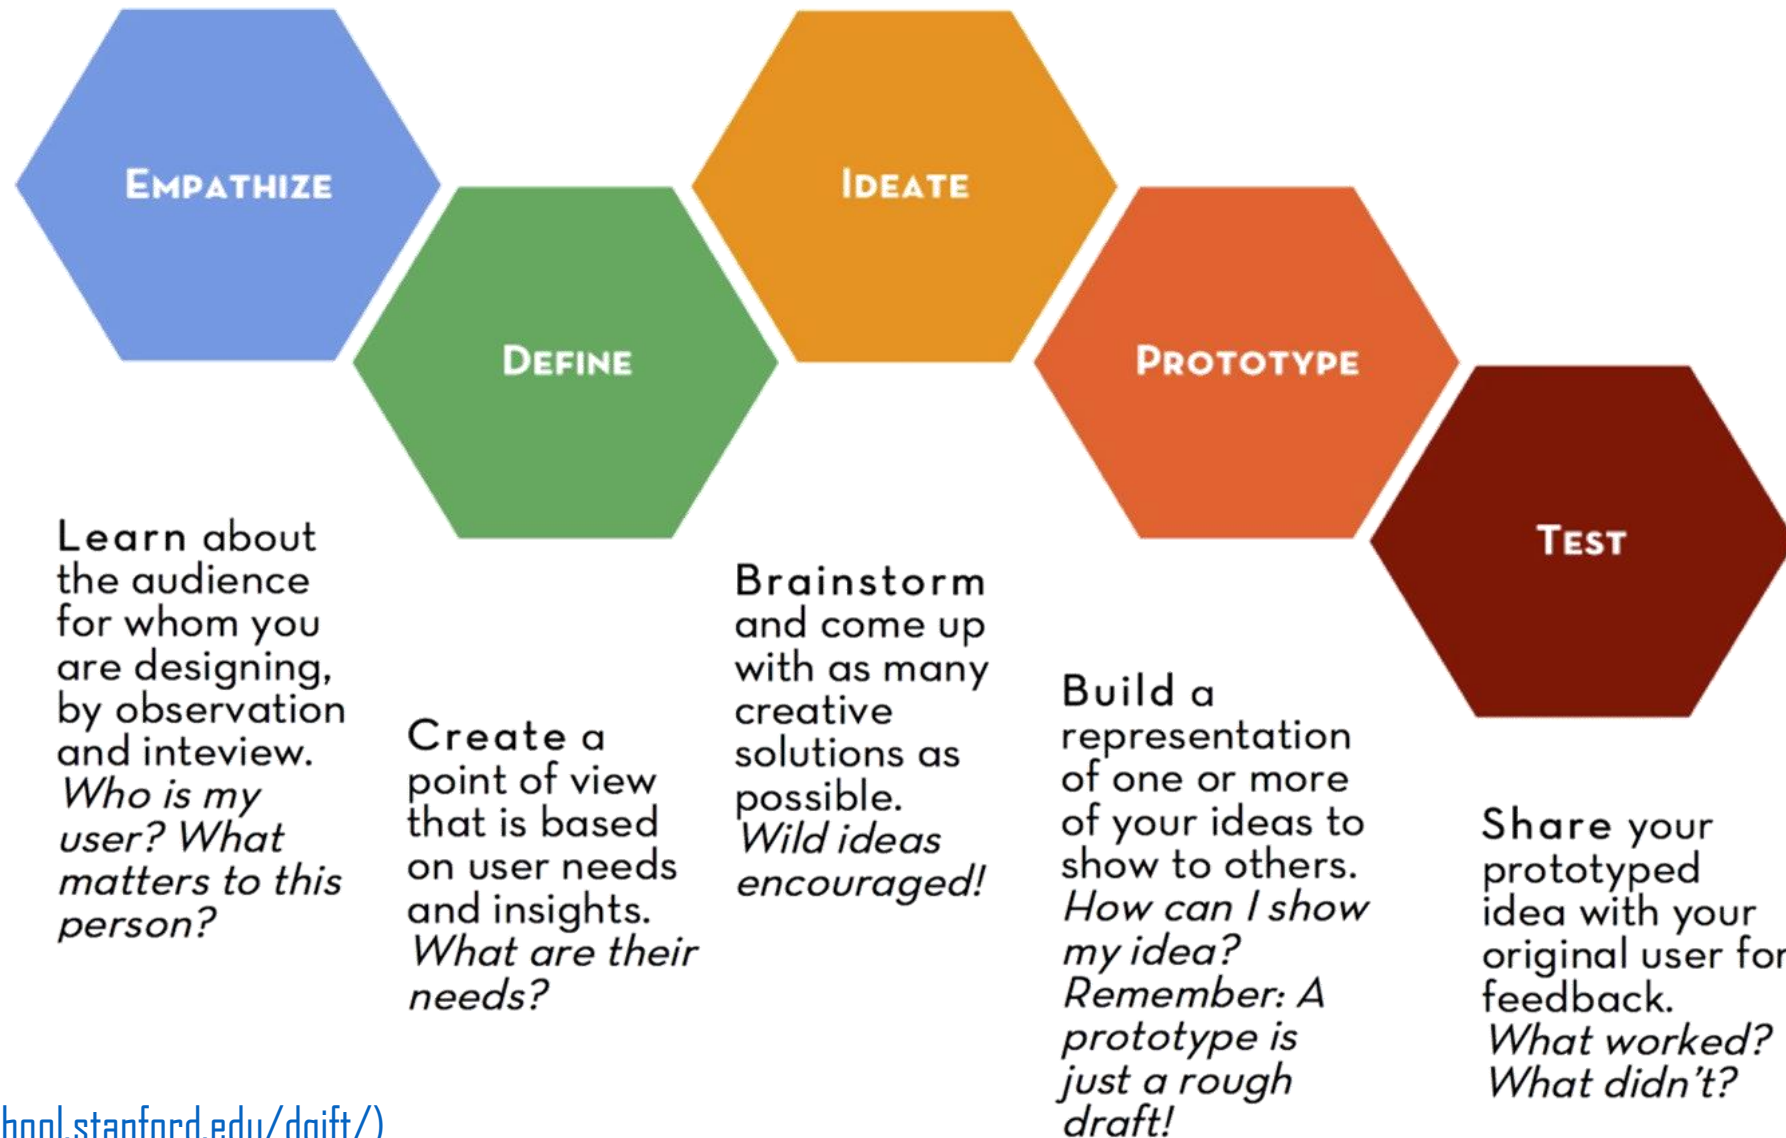 EMPATHIZE
DEFINE
IDEATE
PROTOTYPE
TEST
Learn about
the audience
for whom you
are designing,
by observation
and inteview.
Who is my
user? What
matters to this
person?
Create a
point of view
that is based
on user needs
and insights.
What are their
needs?
Brainstorm
and come up
with as many
creative
solutions as
possible.
Wild ideas
encouraged!
Build a
representation
of one or more
of your ideas to
show to others.
How can I show
my idea?
Remember: A
prototype is
just a rough
draft!
Share your
prototyped
idea with your
original user for
feedback.
What worked?
What didn't?
hool.stanford.edu/dgift/)